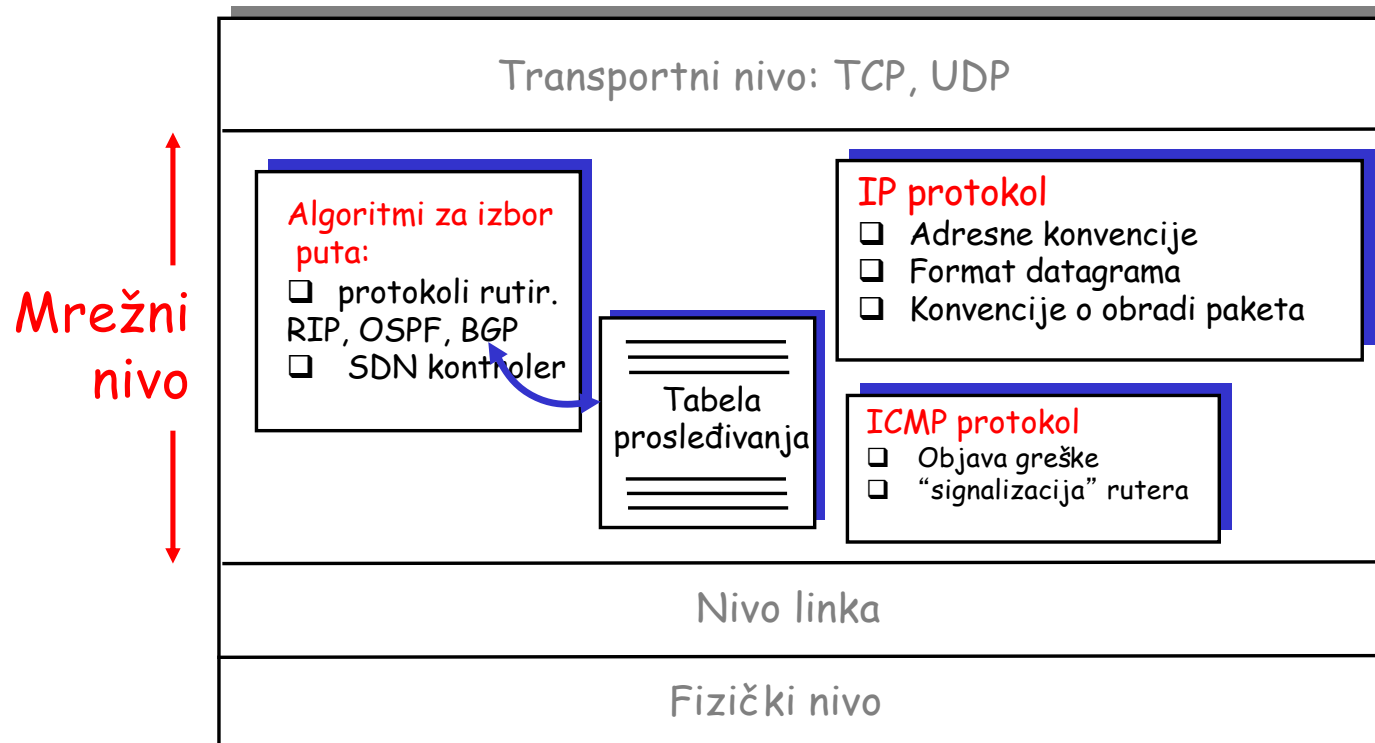 Transportni nivo: TCP, UDP
Mrežni
nivo
Algoritmi za izbor
puta:
❑ protokoli rutir.
RIP, OSPF, BGP
❑ SDN kontroler
Tabela
prosleđivanja
IP protokol
❑ Adresne konvencije
❑ Format datagrama
❑ Konvencije o obradi paketa
ICMP protokol
❑ Objava greške
❑ “signalizacija” rutera
Nivo linka
Fizički nivo